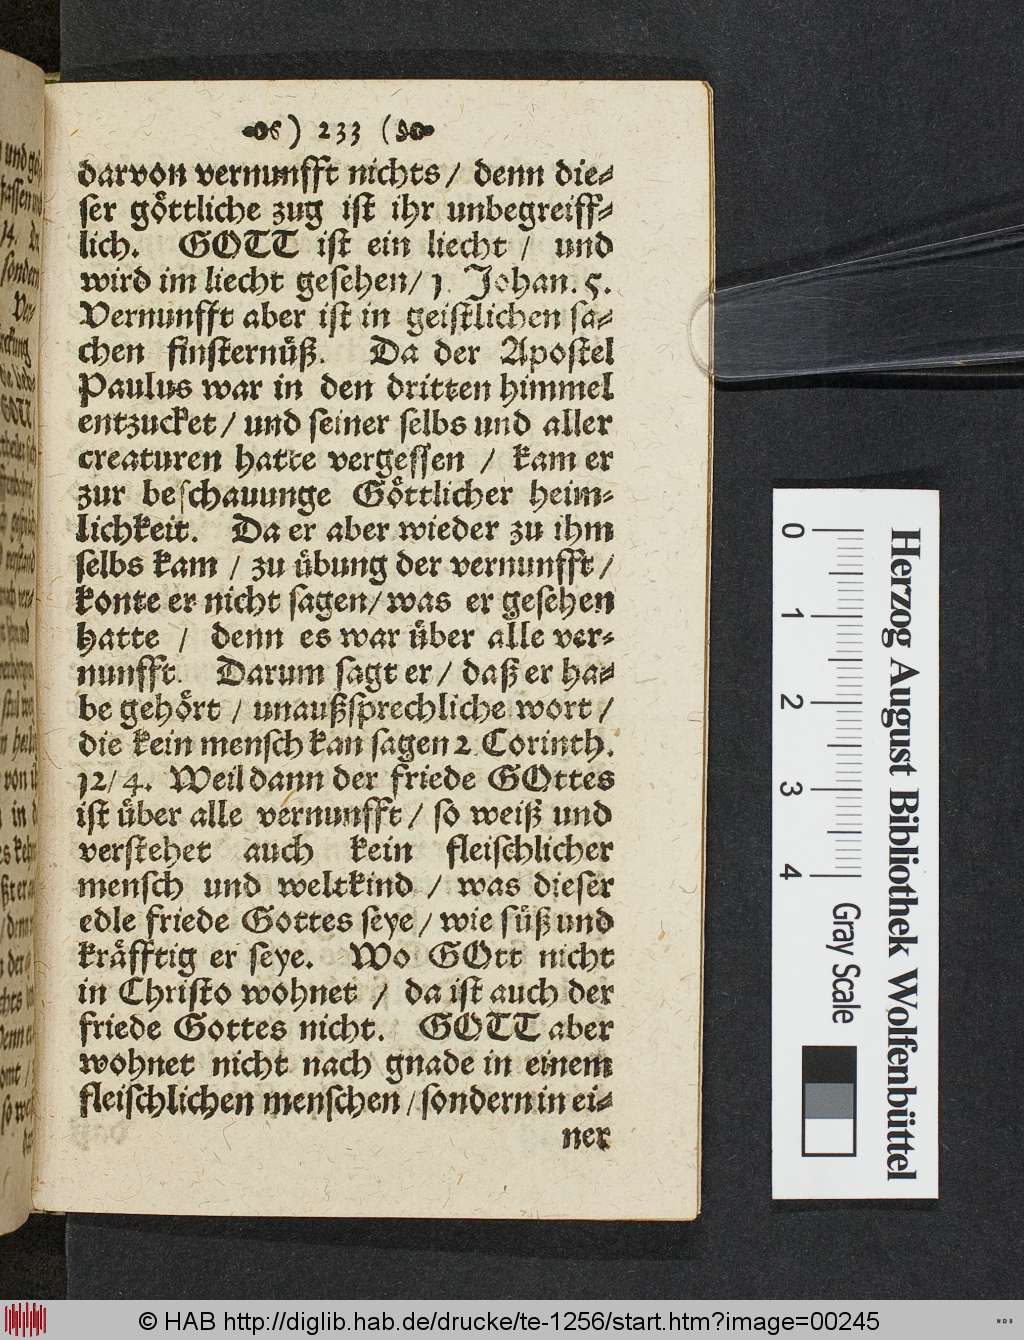 ) 233 (
darvon vernunfft nichts / denn die⸗
ser göttliche zug ist ihr unbegreiff⸗
lich. GOTT ist ein liecht / und
wird im liecht gesehen / 1. Johan. 5.
Vernunfft aber ist in geistlichen sa⸗
chen finsternüß. Da der Apostel
Paulus war in den dritten himmel
entzucket / und seiner selbs und aller
creaturen hatte vergessen / kam er
zur beschauunge Göttlicher heim⸗
lichkeit. Da er aber wieder zu ihm
selbs kam / zu übung der vernunfft /
konte er nicht sagen / was er gesehen
hatte / denn es war über alle ver⸗
nunfft. Darum sagt er / daß er ha⸗
be gehört / unaußsprechliche wort /
die kein mensch kan sagen 2. Corinth.
12 / 4. Weil dann der friede GOttes
ist über alle vernunfft / so weiß und
verstehet auch kein fleischlicher
mensch und weltkind / was dieser
edle friede Gottes seye / wie süß und
kräfftig er seye. Wo GOtt nicht
in Christo wohnet / da ist auch der
friede Gottes nicht. GOTT aber
wohnet nicht nach gnade in einem
fleischlichen menschen / sondern in ei⸗
ner
Herzog August Bibliothek Wolfenbüttel
0 1 2 3 4 Gray Scale
© HAB http://diglib.hab.de/drucke/te-1256/start.htm?image=00245